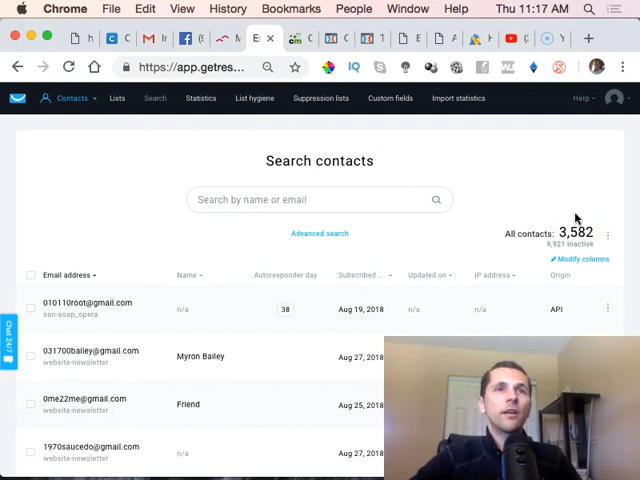 Chrome File Edit View History Bookmarks People Window Help Thu 11:17 AM
https://app.getres...
Contacts Lists Search Statistics List hygiene Suppression lists Custom fields Import statistics Help
Search contacts
Search by name or email
Advanced search
All contacts: 3,582
9,921 inactive
Modify columns
Email address Name Autoresponder day Subscribed ... Updated on IP address Origin
010110root@gmail.com n/a 38 Aug 19, 2018 n/a n/a API
san-soap_opera
031700bailey@gmail.com Myron Bailey Aug 27, 2018
website-newsletter
0me22me@gmail.com Friend Aug 25, 2018
website-newsletter
1970saucedo@gmail.com n/a Aug 27, 2018
website-newsletter
Chat 24/7